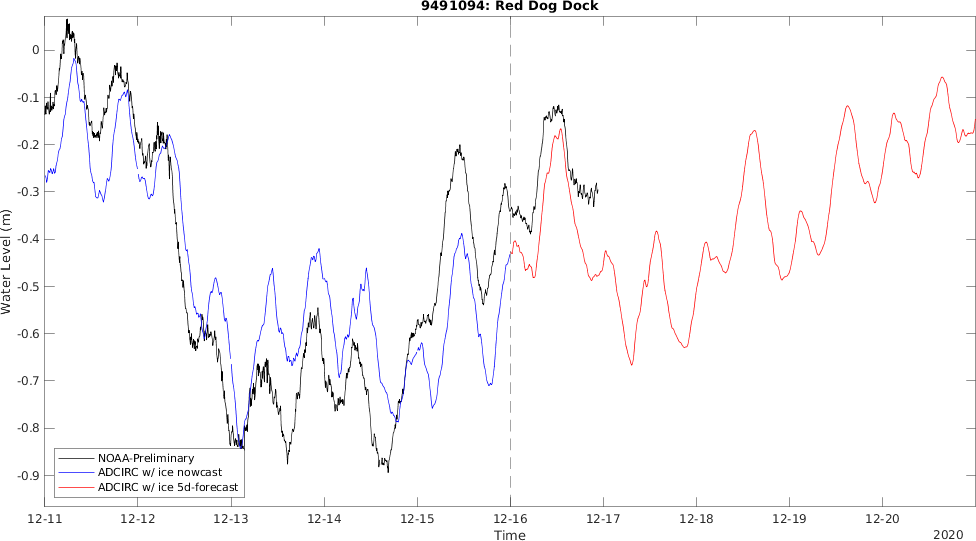 9491094: Red Dog Dock
Water Level (m)
0
-0.1
-0.2
-0.3
-0.4
-0.5
-0.6
-0.7
-0.8
-0.9
NOAA-Preliminary
ADCIRC w/ ice nowcast
ADCIRC w/ ice 5d-forecast
12-11 12-12 12-13 12-14 12-15 12-16 12-17 12-18 12-19 12-20
Time
2020